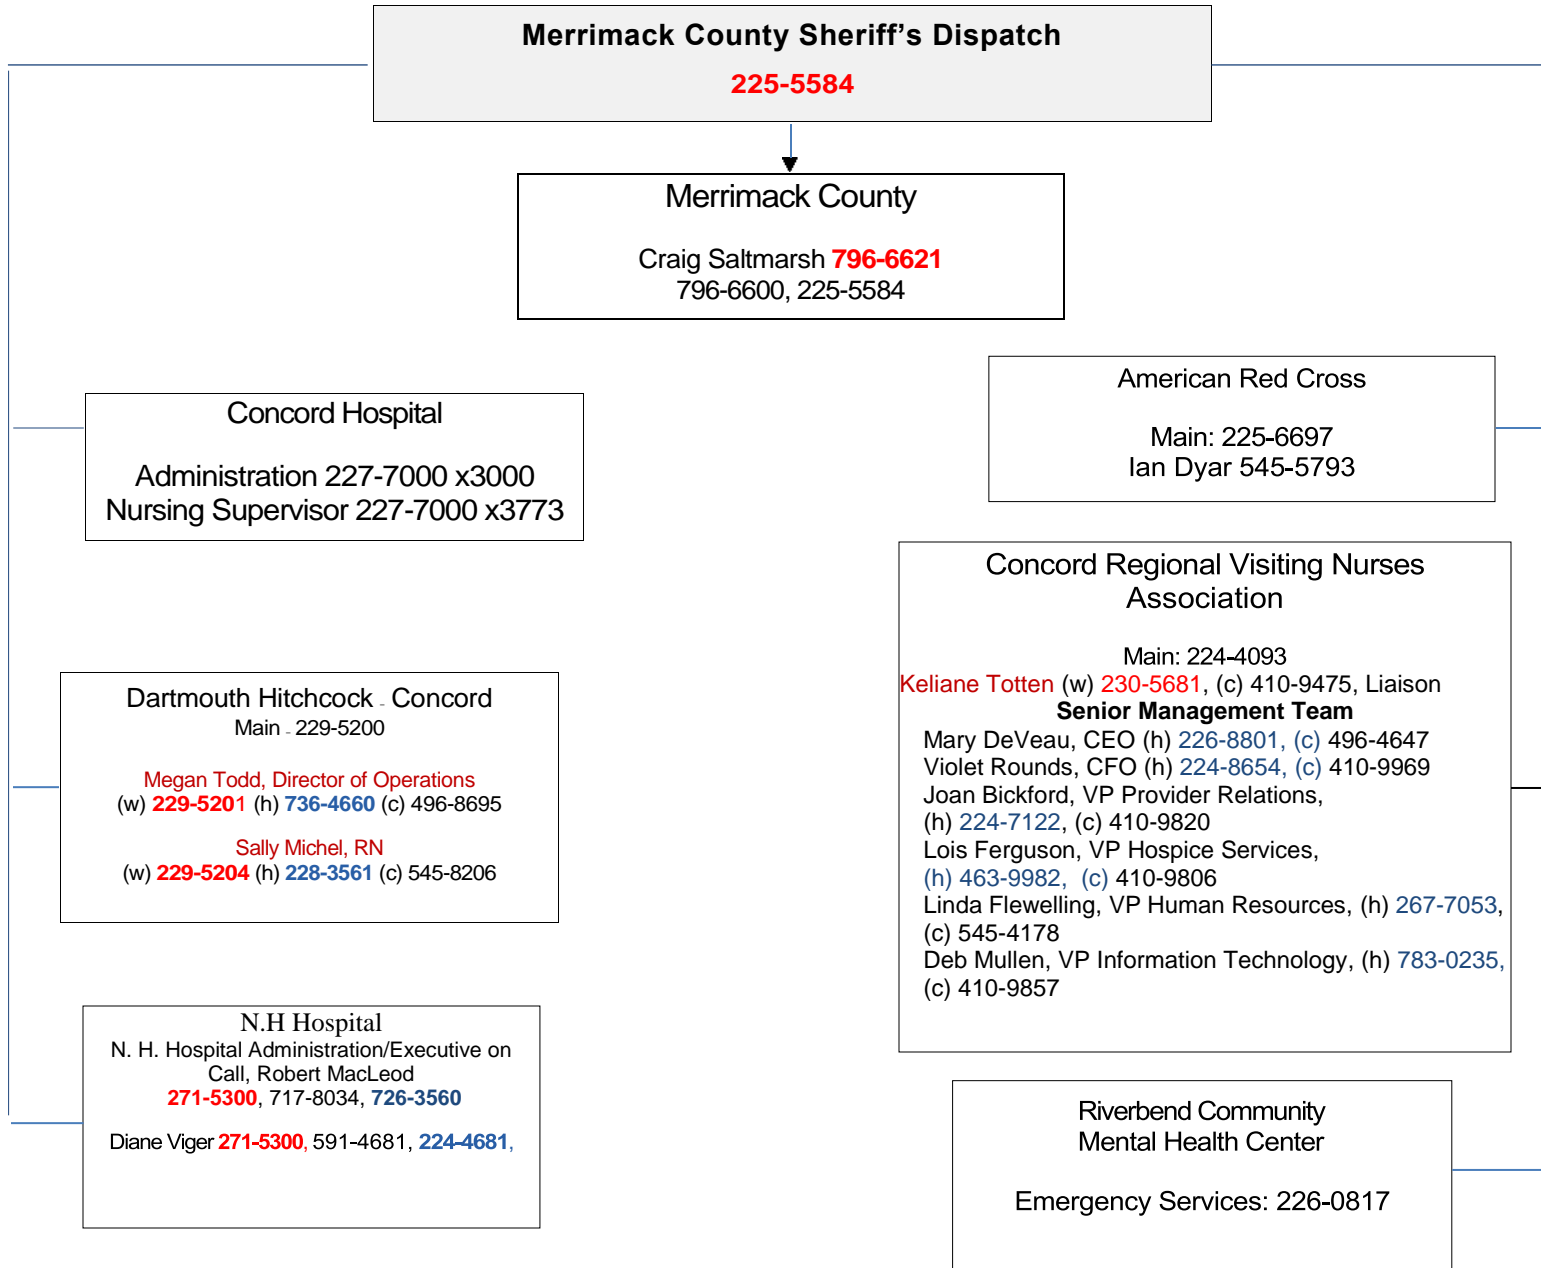 Merrimack County Sheriff’s Dispatch
225-5584
Merrimack County
Craig Saltmarsh 796-6621
796-6600, 225-5584
Concord Hospital
Administration 227-7000 x3000
Nursing Supervisor 227-7000 x3773
American Red Cross
Main: 225-6697
Ian Dyar 545-5793
Dartmouth Hitchcock - Concord
Main - 229-5200
Megan Todd, Director of Operations
(w) 229-5201 (h) 736-4660 (c) 496-8695
Sally Michel, RN
(w) 229-5204 (h) 228-3561 (c) 545-8206
Concord Regional Visiting Nurses
Association
Main: 224-4093
Keliane Totten (w) 230-5681, (c) 410-9475, Liaison
Senior Management Team
Mary DeVeau, CEO (h) 226-8801, (c) 496-4647
Violet Rounds, CFO (h) 224-8654, (c) 410-9969
Joan Bickford, VP Provider Relations,
(h) 224-7122, (c) 410-9820
Lois Ferguson, VP Hospice Services,
(h) 463-9982, (c) 410-9806
Linda Flewelling, VP Human Resources, (h) 267-7053,
(c) 545-4178
Deb Mullen, VP Information Technology, (h) 783-0235,
(c) 410-9857
N.H Hospital
N. H. Hospital Administration/Executive on
Call, Robert MacLeod
271-5300, 717-8034, 726-3560
Diane Viger 271-5300, 591-4681, 224-4681,
Riverbend Community
Mental Health Center
Emergency Services: 226-0817